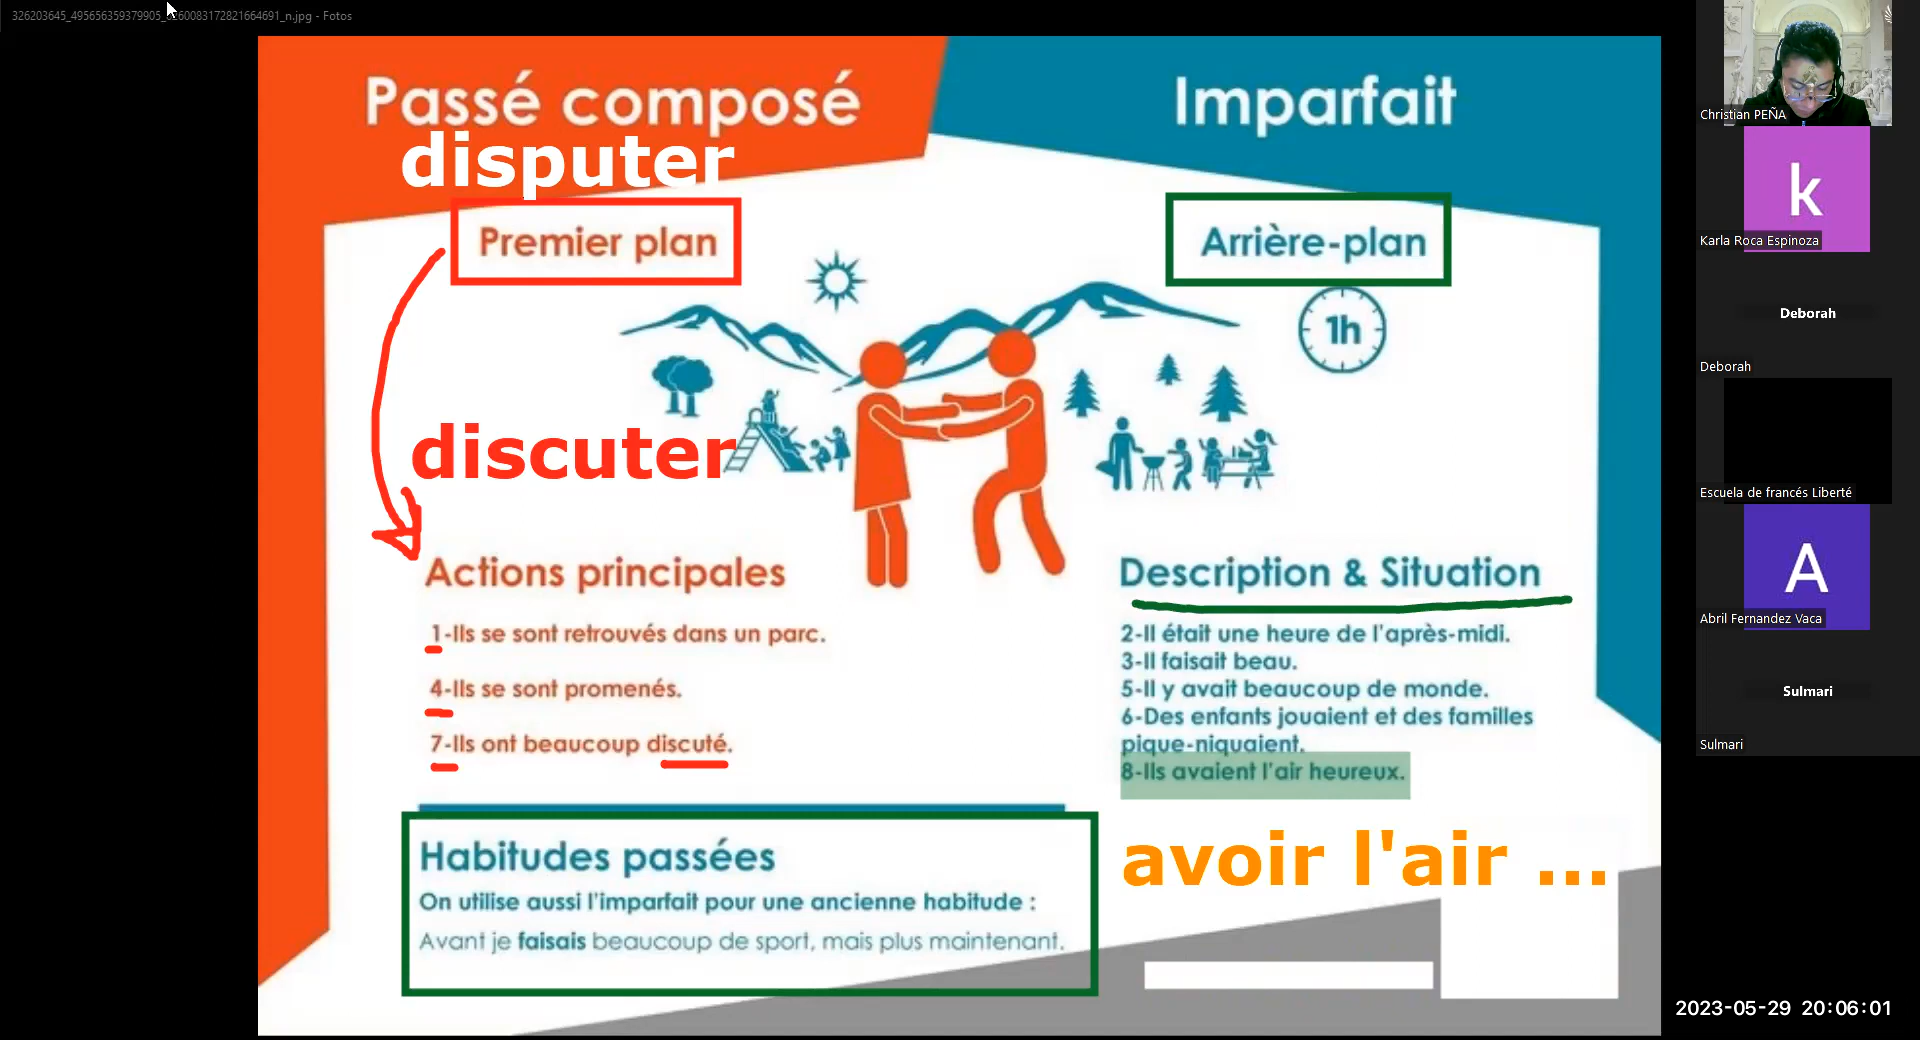 326203645_495656359379905_3260083172821664691_n.jpg - Fotos
Passé composé
disputer
Premier plan
Imparfait
Arrière-plan
1h
discuter
Actions principales
1-Ils se sont retrouvés dans un parc.
4-Ils se sont promenés.
7-Ils ont beaucoup discuté.
Description & Situation
2-Il était une heure de l'après-midi.
3-Il faisait beau.
5-Il y avait beaucoup de monde.
6-Des enfants jouaient et des familles
pique-niquaient.
8-Ils avaient l'air heureux.
avoir l'air ...
Habitudes passées
On utilise aussi l'imparfait pour une ancienne habitude :
Avant je faisais beaucoup de sport, mais plus maintenant.
Christian PEÑA
k
Karla Roca Espinoza
Deborah
Deborah
Escuela de francés Liberté
A
Abril Fernandez Vaca
Sulmari
Sulmari
2023-05-29 20:06:01